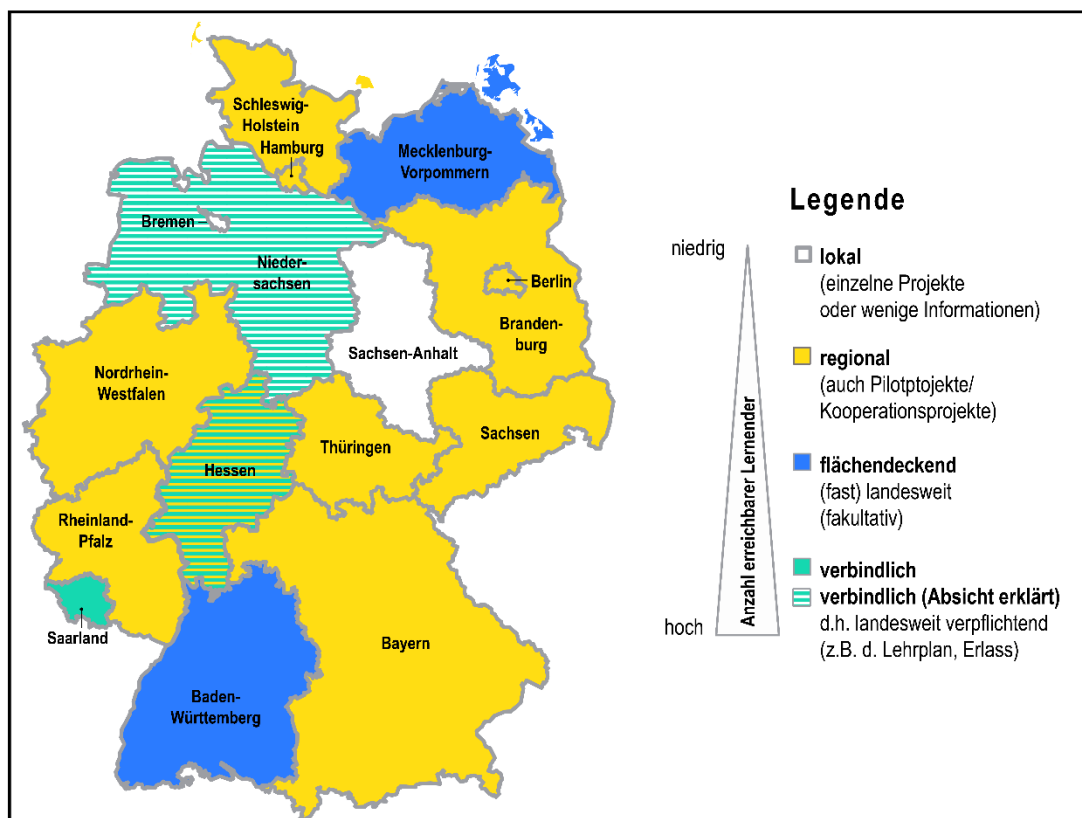 Schleswig-
Holstein
Hamburg
Mecklenburg-
Vorpommern
Bremen
Nieder-
sachsen
Berlin
Branden-
burg
Sachsen-Anhalt
Nordrhein-
Westfalen
Hessen
Thüringen
Sachsen
Rheinland-
Pfalz
Saarland
Bayern
Baden-
Württemberg
Legende
niedrig
hoch
Anzahl erreichbarer Lernender
lokal
(einzelne Projekte
oder wenige Informationen)
regional
(auch Pilotptojekte/
Kooperationsprojekte)
flächendeckend
(fast) landesweit
(fakultativ)
verbindlich
verbindlich (Absicht erklärt)
d.h. landesweit verpflichtend
(z.B. d. Lehrplan, Erlass)